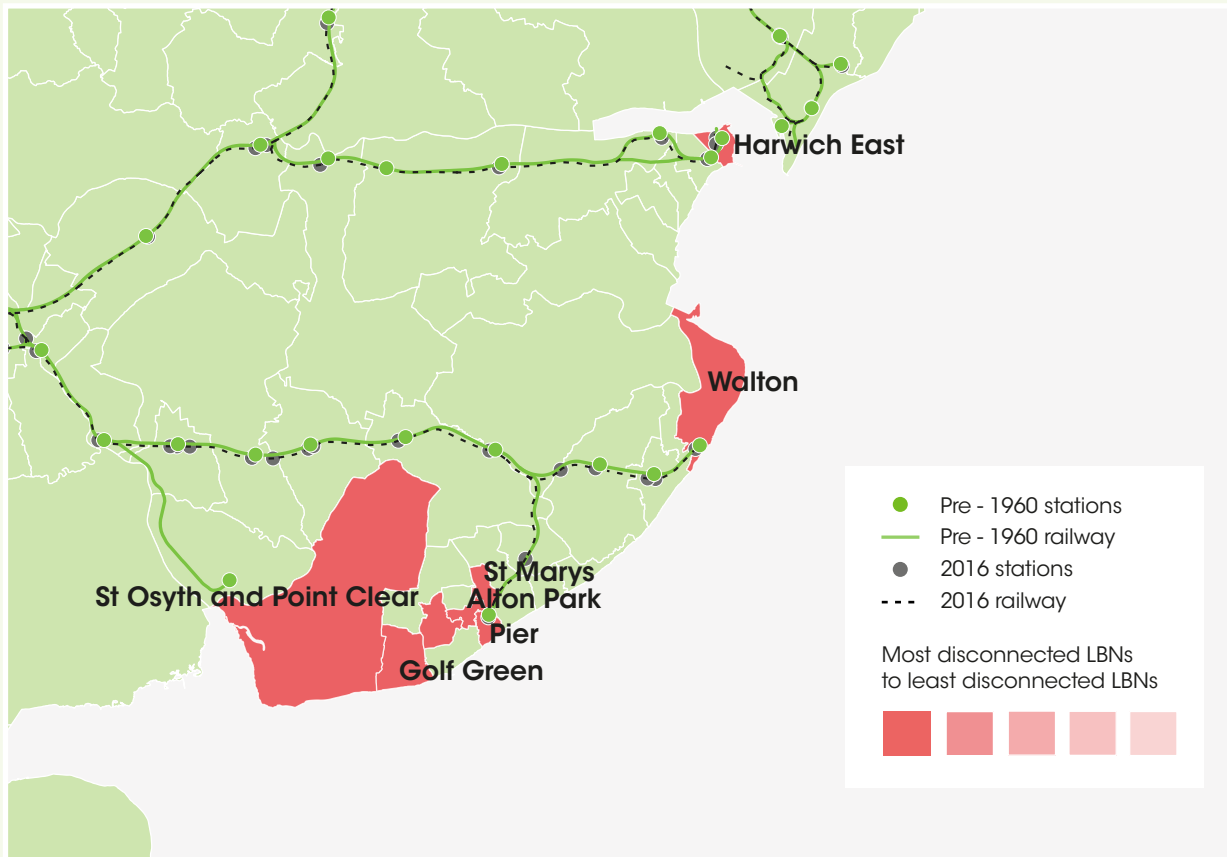 Harwich East
Walton
St Marys
St Osyth and Point Clear
Alfon Park
Pier
Golf Green
Pre - 1960 stations
Pre - 1960 railway
2016 stations
2016 railway
Most disconnected LBNs
to least disconnected LBNs